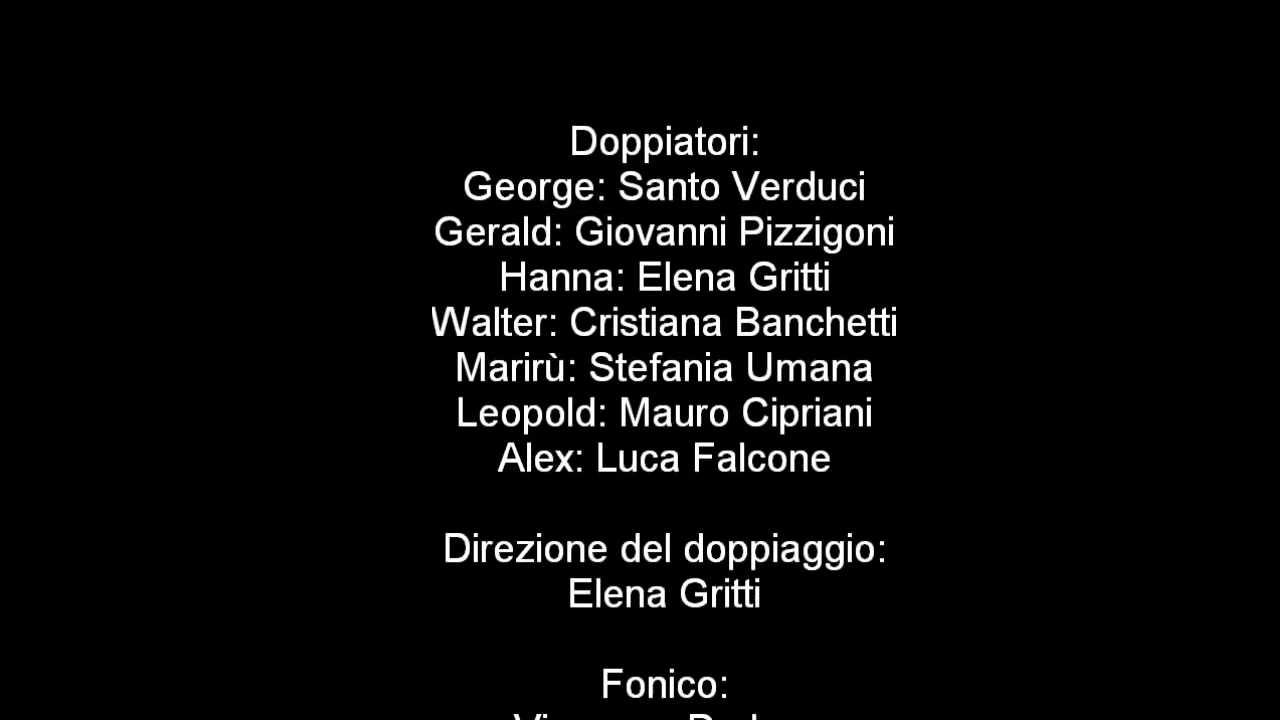 Doppiatori:
George: Santo Verduci
Gerald: Giovanni Pizzigoni
Hanna: Elena Gritti
Walter: Cristiana Banchetti
Marirù: Stefania Umana
Leopold: Mauro Cipriani
Alex: Luca Falcone
Direzione del doppiaggio:
Elena Gritti
Fonico: